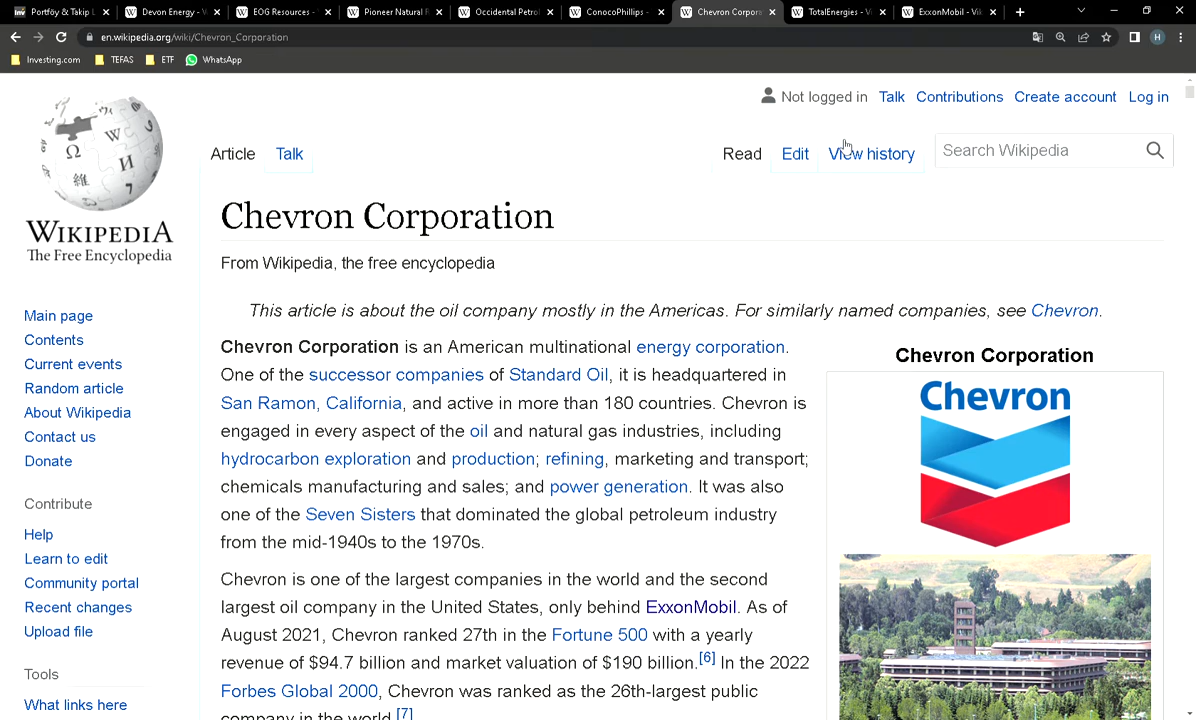 Portföy & Takip L
Devon Energy - V
EOG Resources -
Pioneer Natural R
Occidental Petrol
ConocoPhillips -
Chevron Corpora
TotalEnergies - Vi
ExxonMobil - Vik
en.wikipedia.org/wiki/Chevron_Corporation
H
Investing.com
TEFAS
ETF
WhatsApp
Not logged in Talk Contributions Create account Log in
Article Talk
Read Edit View history
Search Wikipedia
WIKIPEDIA
The Free Encyclopedia
Main page
Contents
Current events
Random article
About Wikipedia
Contact us
Donate
Contribute
Help
Learn to edit
Community portal
Recent changes
Upload file
Tools
What links here
Chevron Corporation
From Wikipedia, the free encyclopedia
This article is about the oil company mostly in the Americas. For similarly named companies, see Chevron.
Chevron Corporation is an American multinational energy corporation.
One of the successor companies of Standard Oil, it is headquartered in
San Ramon, California, and active in more than 180 countries. Chevron is
engaged in every aspect of the oil and natural gas industries, including
hydrocarbon exploration and production; refining, marketing and transport;
chemicals manufacturing and sales; and power generation. It was also
one of the Seven Sisters that dominated the global petroleum industry
from the mid-1940s to the 1970s.
Chevron is one of the largest companies in the world and the second
largest oil company in the United States, only behind ExxonMobil. As of
August 2021, Chevron ranked 27th in the Fortune 500 with a yearly
revenue of $94.7 billion and market valuation of $190 billion.[6] In the 2022
Forbes Global 2000, Chevron was ranked as the 26th-largest public
company in the world.[7]
Chevron Corporation
Chevron